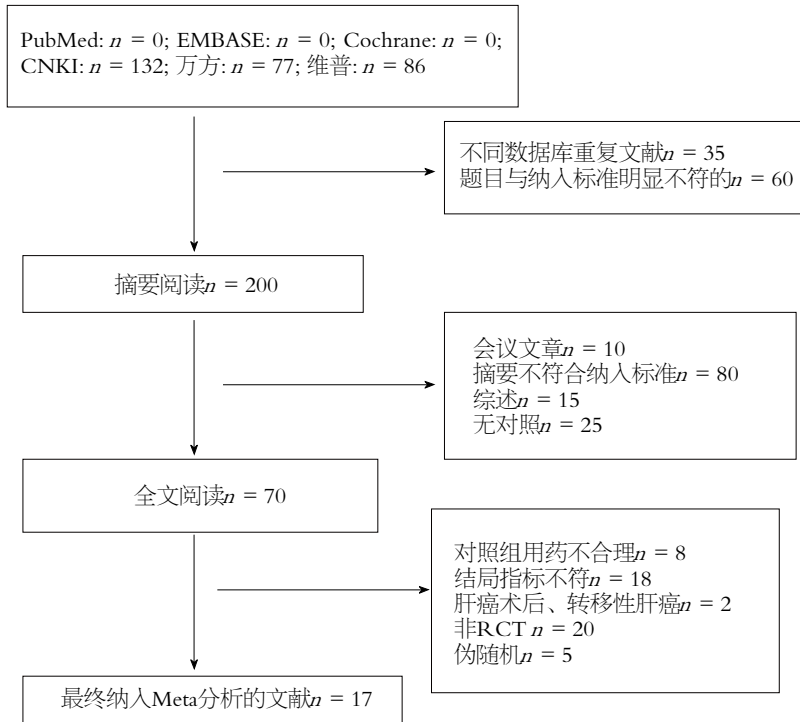 PubMed: n = 0; EMBASE: n = 0; Cochrane: n = 0;
CNKI: n = 132; 万方: n = 77; 维普: n = 86
不同数据库重复文献n = 35
题目与纳入标准明显不符的n = 60
摘要阅读n = 200
会议文章n = 10
摘要不符合纳入标准n = 80
综述n = 15
无对照n = 25
全文阅读n = 70
对照组用药不合理n = 8
结局指标不符n = 18
肝癌术后、转移性肝癌n = 2
非RCT n = 20
伪随机n = 5
最终纳入Meta分析的文献n = 17